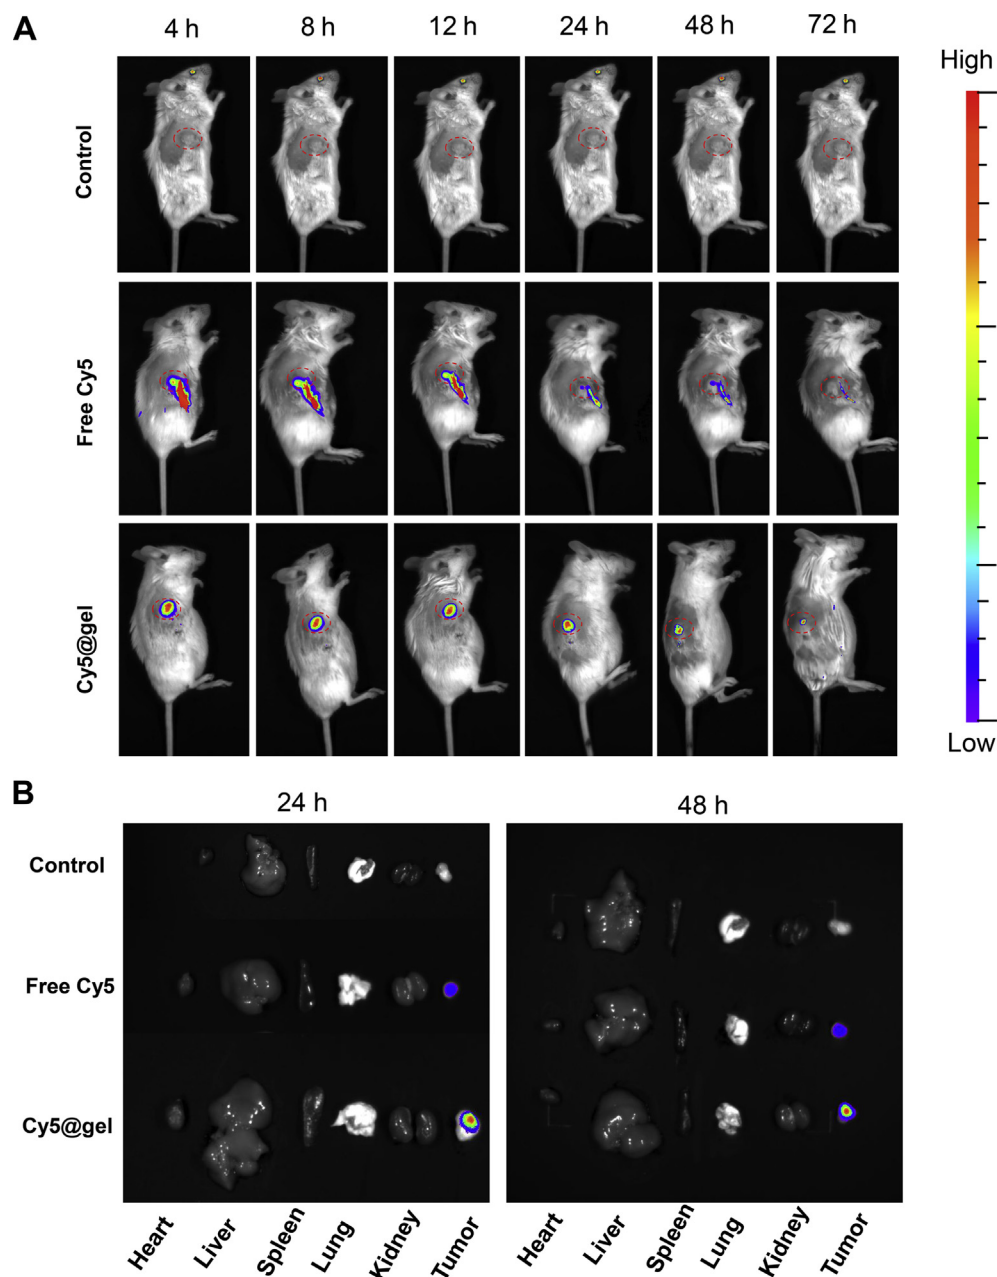 A
4 h 8 h 12 h 24 h 48 h 72 h
High
Control
Free Cy5
Cy5@gel
Low
B
24 h 48 h
Control
Free Cy5
Cy5@gel
Heart Liver Spleen Lung Kidney Tumor Heart Liver Spleen Lung Kidney Tumor